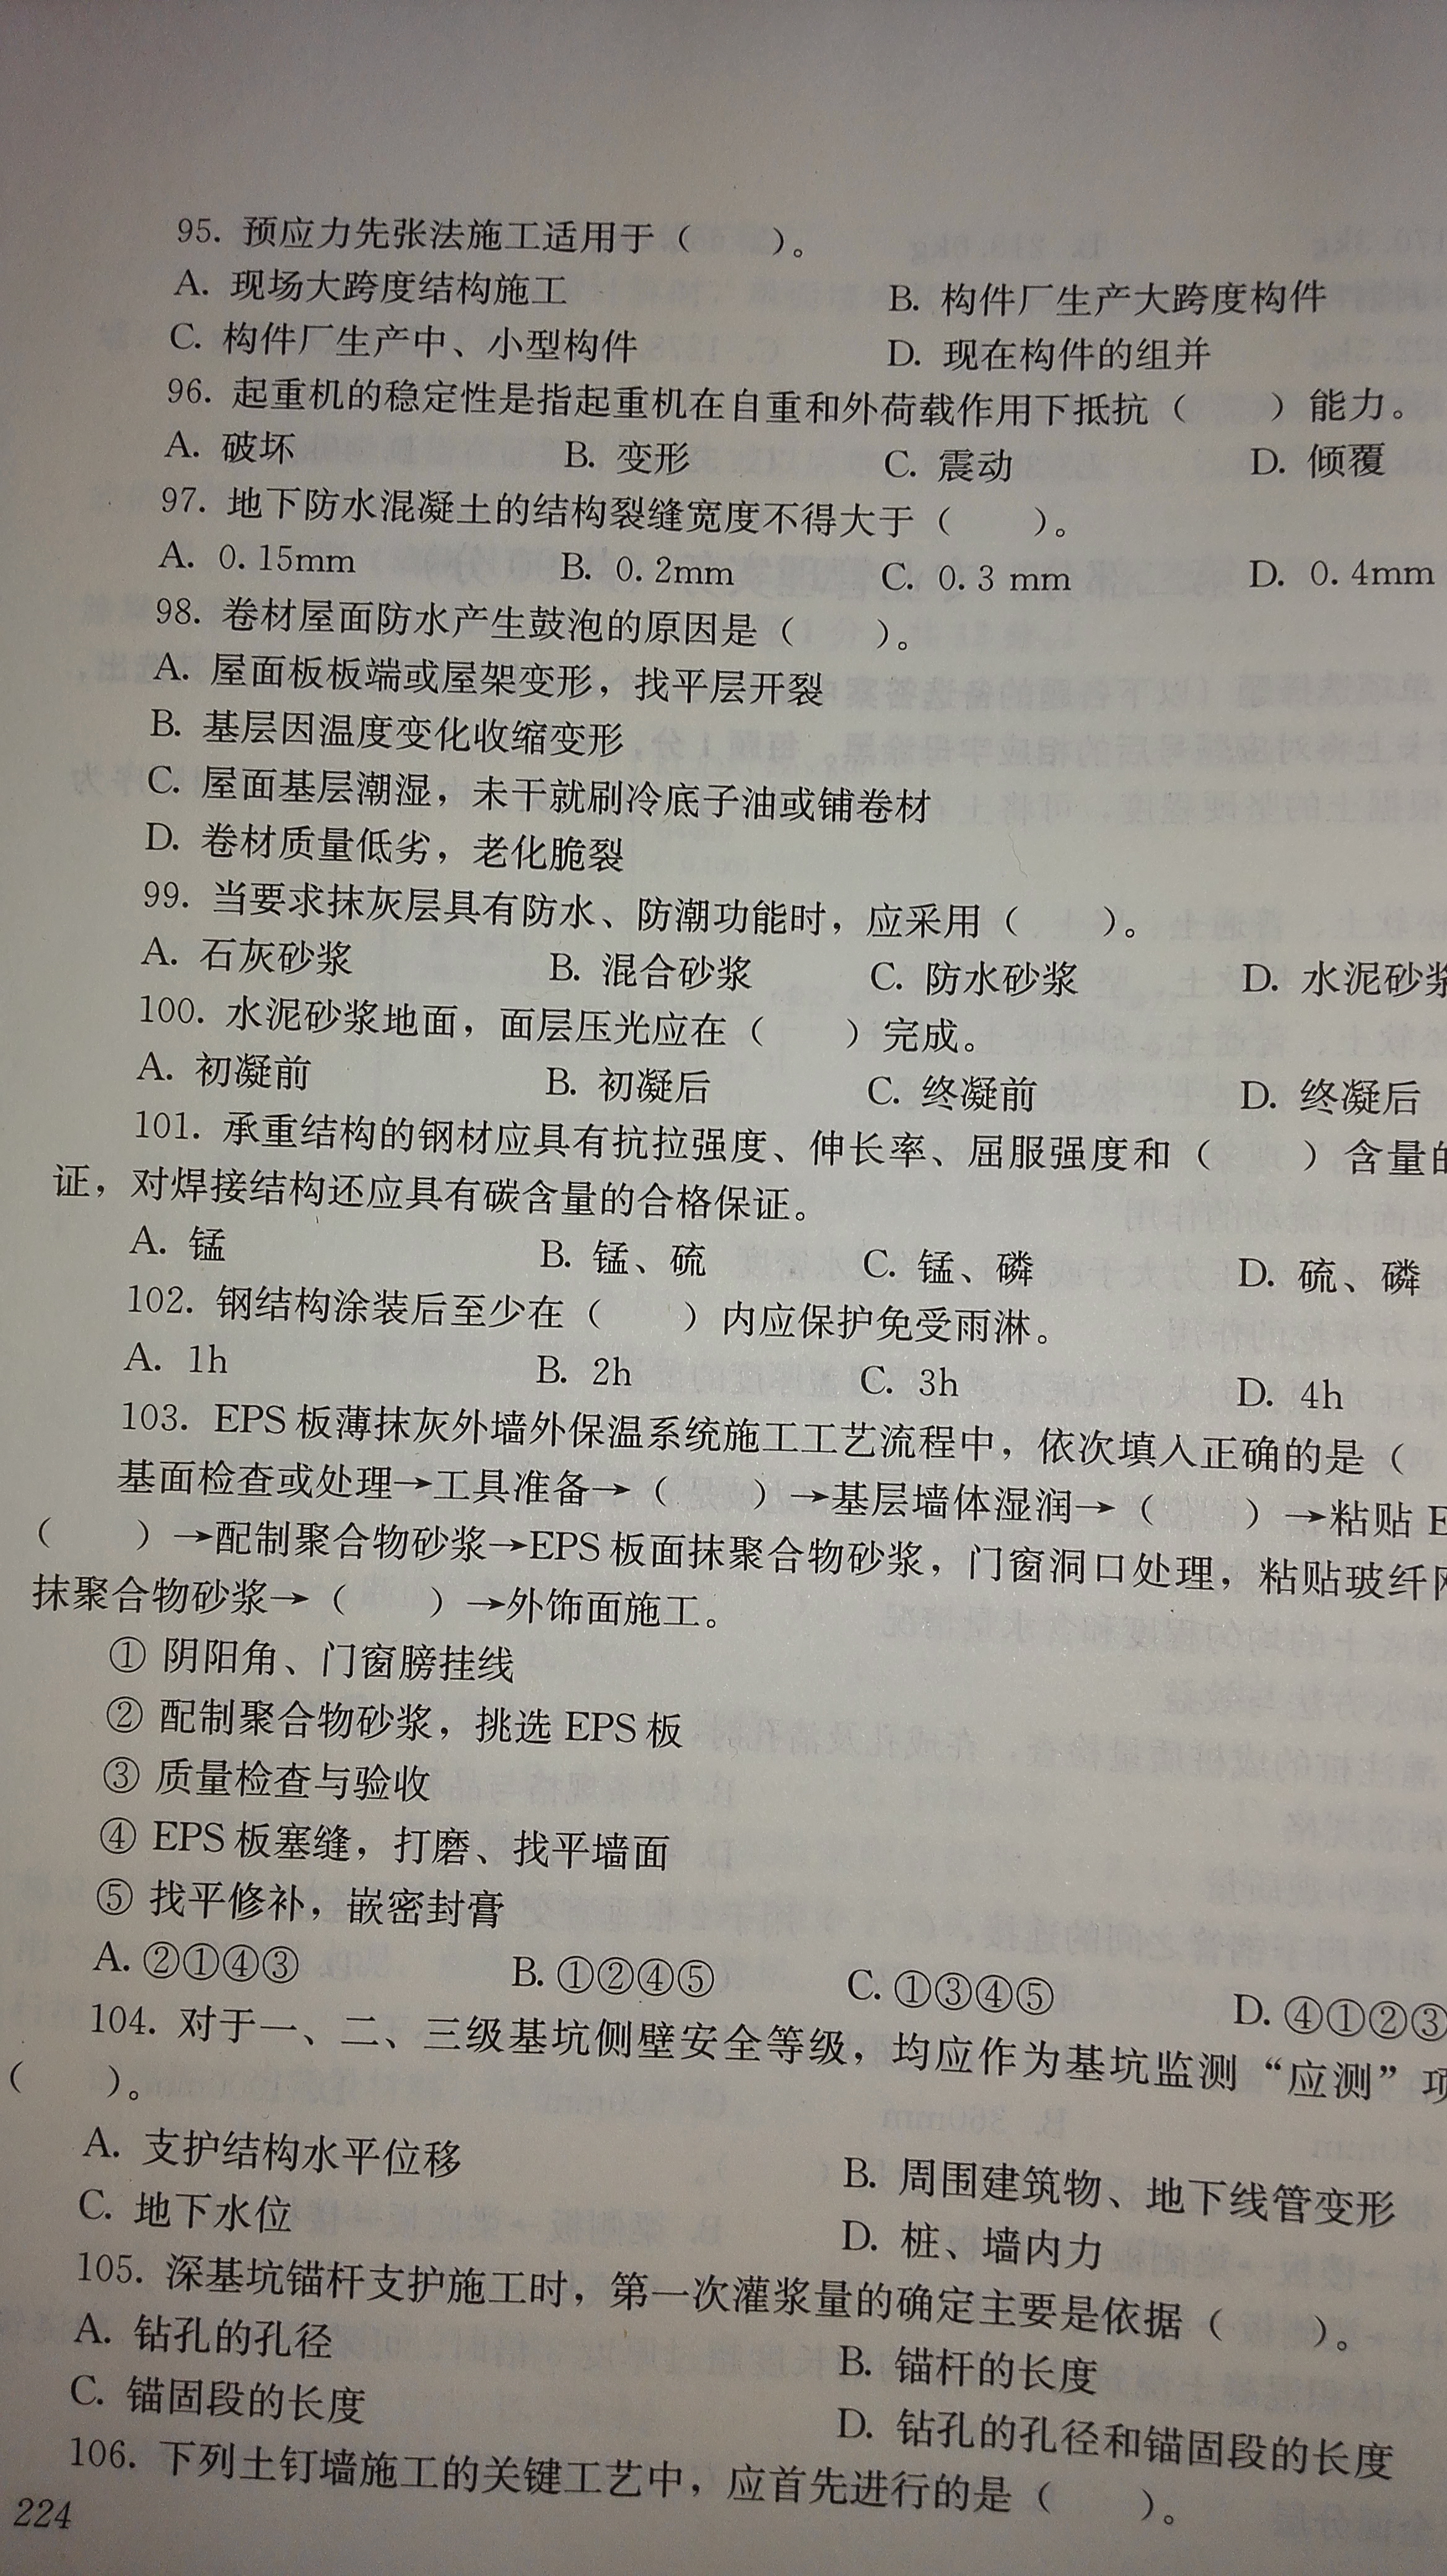 95. 预应力先张法施工适用于（　　）。
A. 现场大跨度结构施工　　B. 构件厂生产大跨度构件
C. 构件厂生产中、小型构件　　D. 现在构件的组并
96. 起重机的稳定性是指起重机在自重和外荷载作用下抵抗（　　）能力。
A. 破坏　　B. 变形　　C. 震动　　D. 倾覆
97. 地下防水混凝土的结构裂缝宽度不得大于（　　）。
A. 0.15mm　　B. 0.2mm　　C. 0.3 mm　　D. 0.4mm
98. 卷材屋面防水产生鼓泡的原因是（　　）。
A. 屋面板板端或屋架变形，找平层开裂
B. 基层因温度变化收缩变形
C. 屋面基层潮湿，未干就刷冷底子油或铺卷材
D. 卷材质量低劣，老化脆裂
99. 当要求抹灰层具有防水、防潮功能时，应采用（　　）。
A. 石灰砂浆　　B. 混合砂浆　　C. 防水砂浆　　D. 水泥砂浆
100. 水泥砂浆地面，面层压光应在（　　）完成。
A. 初凝前　　B. 初凝后　　C. 终凝前　　D. 终凝后
101. 承重结构的钢材应具有抗拉强度、伸长率、屈服强度和（　　）含量的
证，对焊接结构还应具有碳含量的合格保证。
A. 锰　　B. 锰、硫　　C. 锰、磷　　D. 硫、磷
102. 钢结构涂装后至少在（　　）内应保护免受雨淋。
A. 1h　　B. 2h　　C. 3h　　D. 4h
103. EPS 板薄抹灰外墙外保温系统施工工艺流程中，依次填入正确的是（
基面检查或处理→工具准备→（　　）→基层墙体湿润→（　　）→粘贴 E
（　　）→配制聚合物砂浆→EPS 板面抹聚合物砂浆，门窗洞口处理，粘贴玻纤网
抹聚合物砂浆→（　　）→外饰面施工。
① 阴阳角、门窗膀挂线
② 配制聚合物砂浆，挑选 EPS 板
③ 质量检查与验收
④ EPS 板塞缝，打磨、找平墙面
⑤ 找平修补，嵌密封膏
A. ②①④③　　B. ①②④⑤　　C. ①③④⑤　　D. ④①②③
104. 对于一、二、三级基坑侧壁安全等级，均应作为基坑监测“应测”项
（　　）。
A. 支护结构水平位移　　B. 周围建筑物、地下线管变形
C. 地下水位　　D. 桩、墙内力
105. 深基坑锚杆支护施工时，第一次灌浆量的确定主要是依据（　　）。
A. 钻孔的孔径　　B. 锚杆的长度
C. 锚固段的长度　　D. 钻孔的孔径和锚固段的长度
106. 下列土钉墙施工的关键工艺中，应首先进行的是（　　）。
224